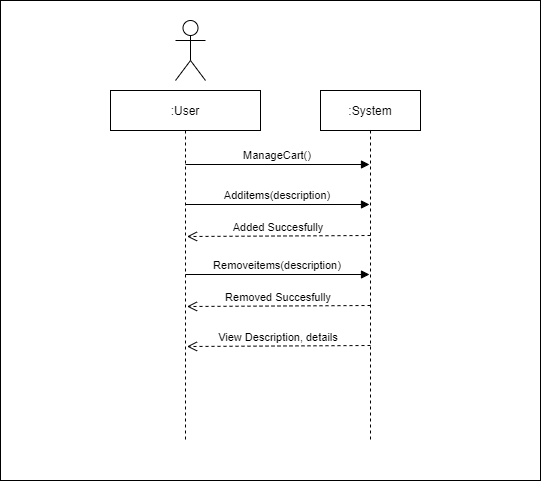 :User
:System
ManageCart()
Additems(description)
Added Succesfully
Removeitems(description)
Removed Succesfully
View Description, details